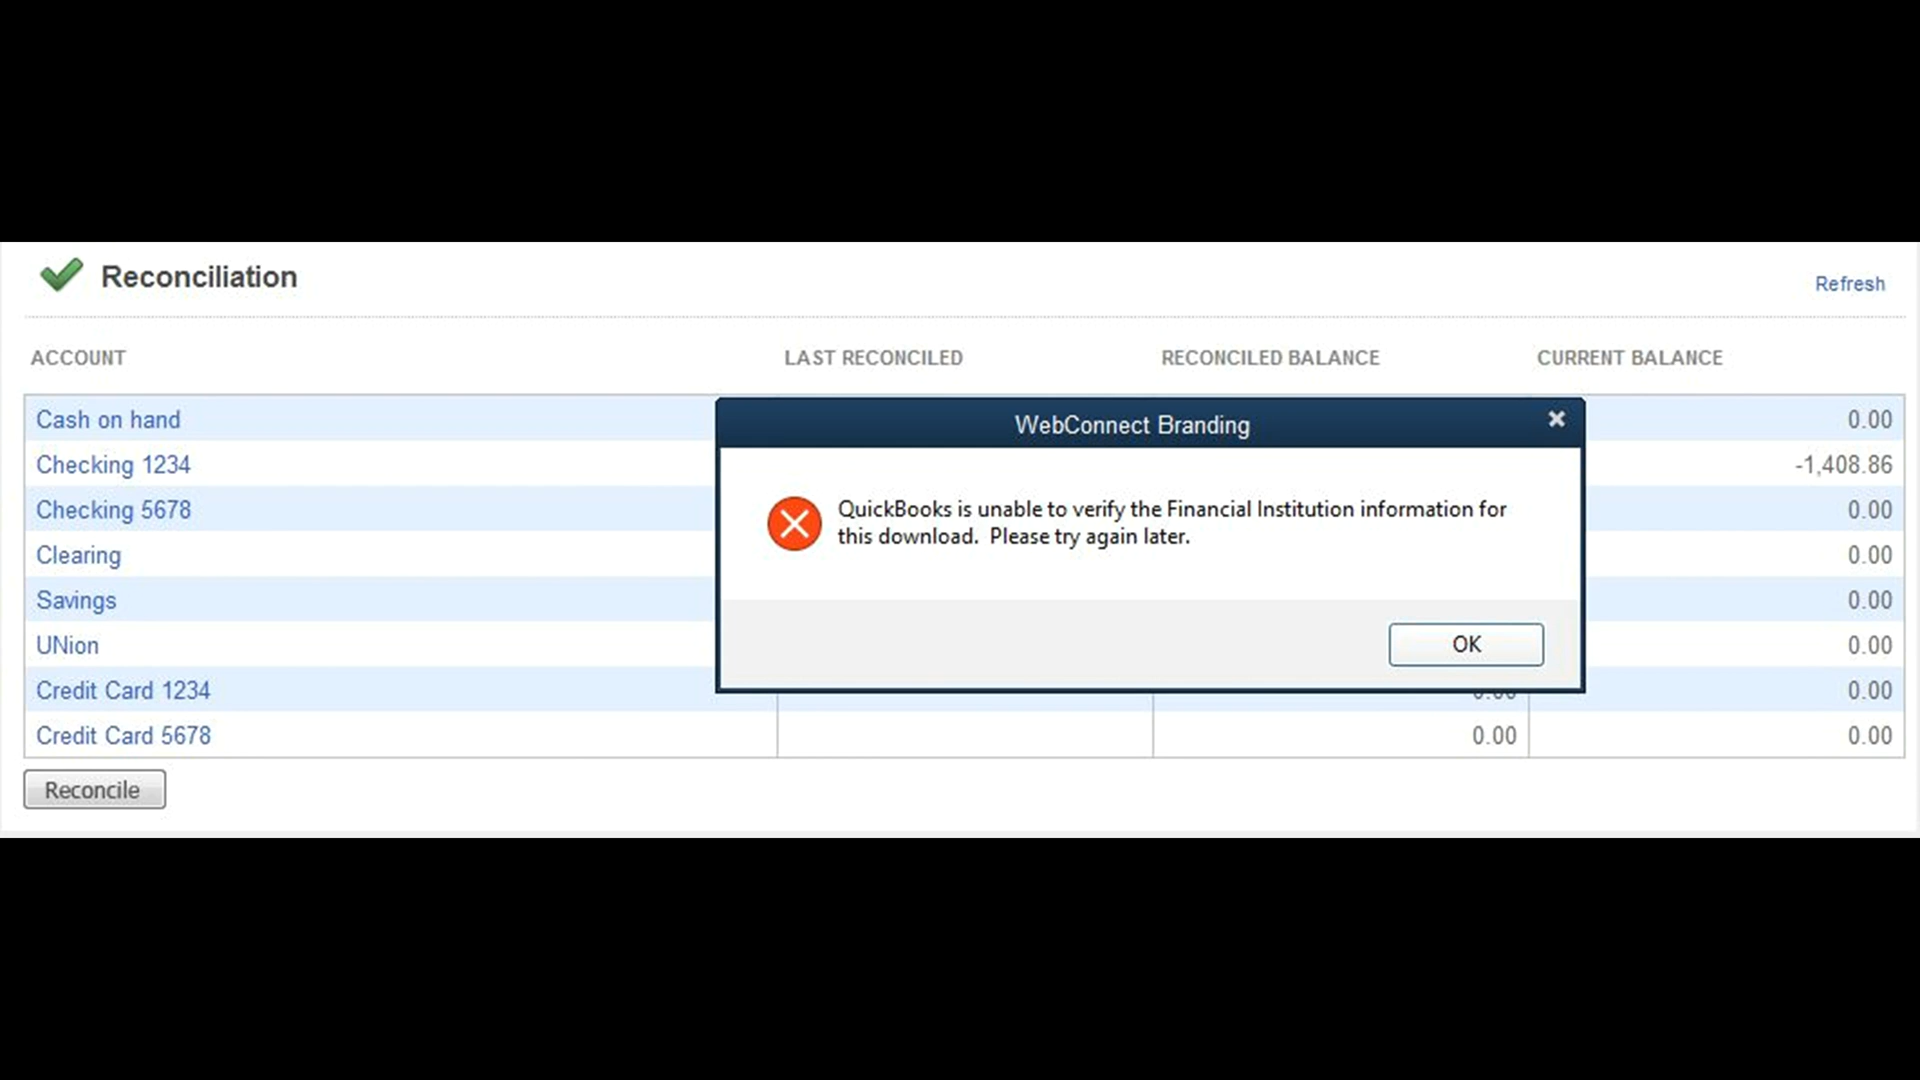 Reconciliation
Refresh
ACCOUNT LAST RECONCILED RECONCILED BALANCE CURRENT BALANCE
Cash on hand 0.00
WebConnect Branding
Checking 1234 -1,408.86
Checking 5678 0.00
QuickBooks is unable to verify the Financial Institution information for
this download.  Please try again later.
Clearing 0.00
Savings 0.00
UNion 0.00
OK
Credit Card 1234 0.00 0.00
Credit Card 5678 0.00 0.00
Reconcile